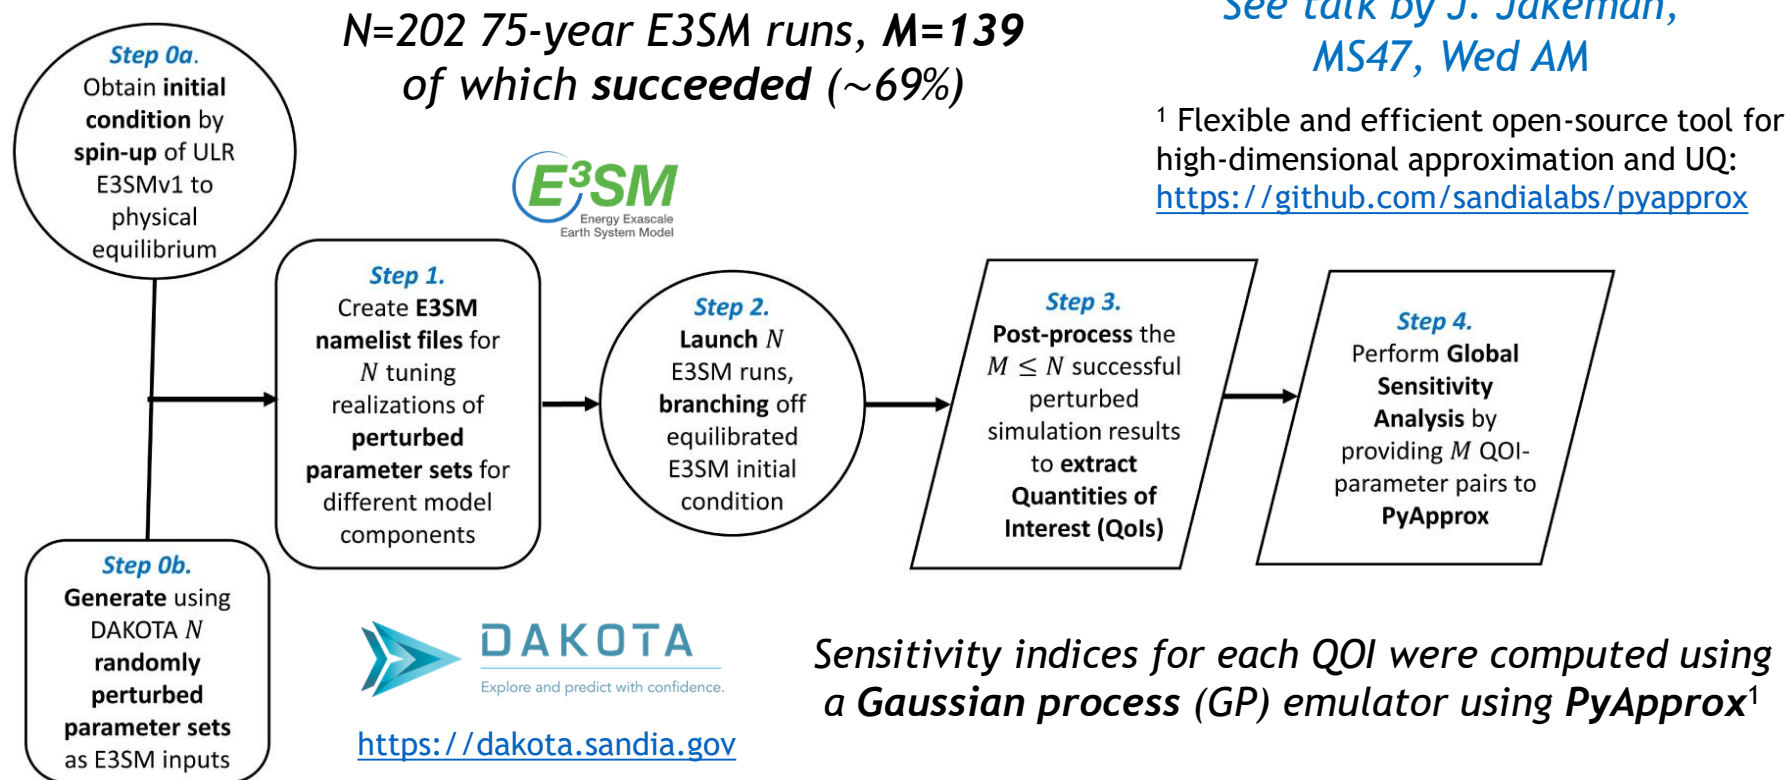 N=202 75-year E3SM runs, M=139
of which succeeded (~69%)
See talk by J. Jakeman,
MS47, Wed AM
¹ Flexible and efficient open-source tool for
high-dimensional approximation and UQ:
https://github.com/sandialabs/pyapprox
Step 0a.
Obtain initial
condition by
spin-up of ULR
E3SMv1 to
physical
equilibrium
E³SM
Energy Exascale
Earth System Model
Step 1.
Create E3SM
namelist files for
N tuning
realizations of
perturbed
parameter sets for
different model
components
Step 2.
Launch N
E3SM runs,
branching off
equilibrated
E3SM initial
condition
Step 3.
Post-process the
M ≤ N successful
perturbed
simulation results
to extract
Quantities of
Interest (QoIs)
Step 4.
Perform Global
Sensitivity
Analysis by
providing M QOI-
parameter pairs to
PyApprox
Step 0b.
Generate using
DAKOTA N
randomly
perturbed
parameter sets
as E3SM inputs
DAKOTA
Explore and predict with confidence.
https://dakota.sandia.gov
Sensitivity indices for each QOI were computed using
a Gaussian process (GP) emulator using PyApprox¹